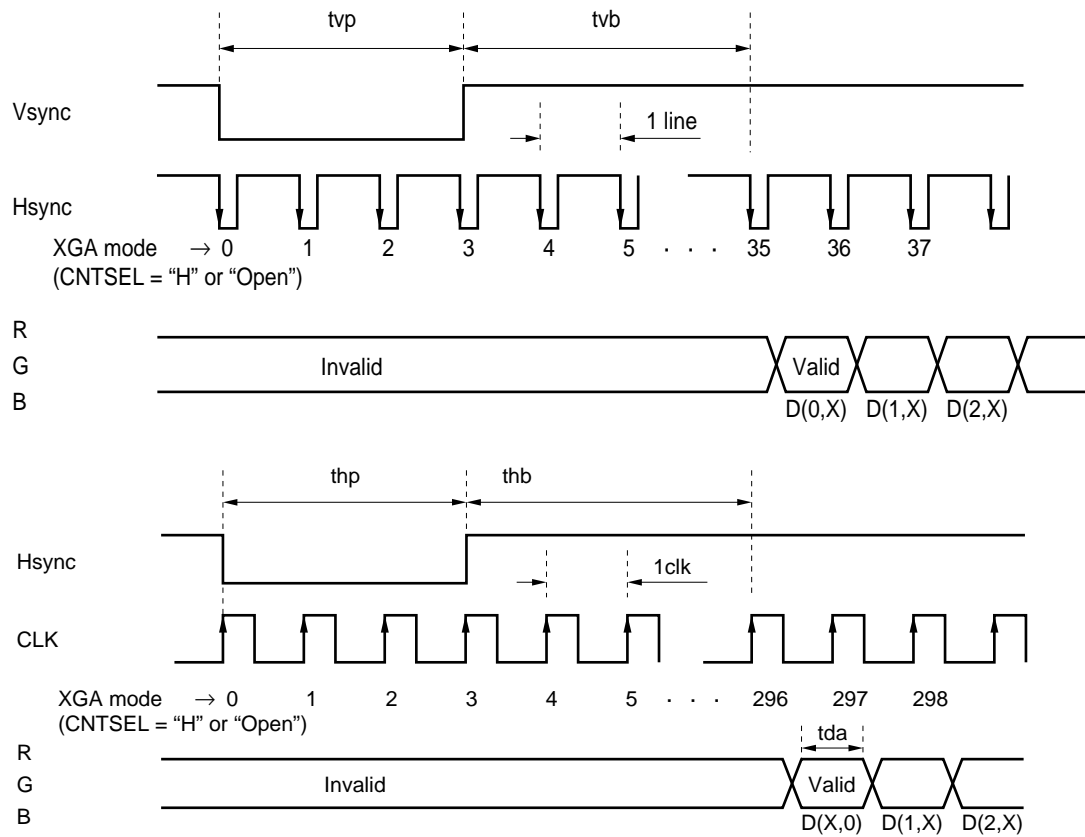 tvp tvb
Vsync
1 line
Hsync
XGA mode → 0 1 2 3 4 5 · · · 35 36 37
(CNTSEL = “H” or “Open”)
R
G Invalid Valid
B
D(0,X) D(1,X) D(2,X)
thp thb
Hsync
1clk
CLK
XGA mode → 0 1 2 3 4 5 · · · 296 297 298
(CNTSEL = “H” or “Open”)
tda
R
G Invalid Valid
B
D(X,0) D(1,X) D(2,X)